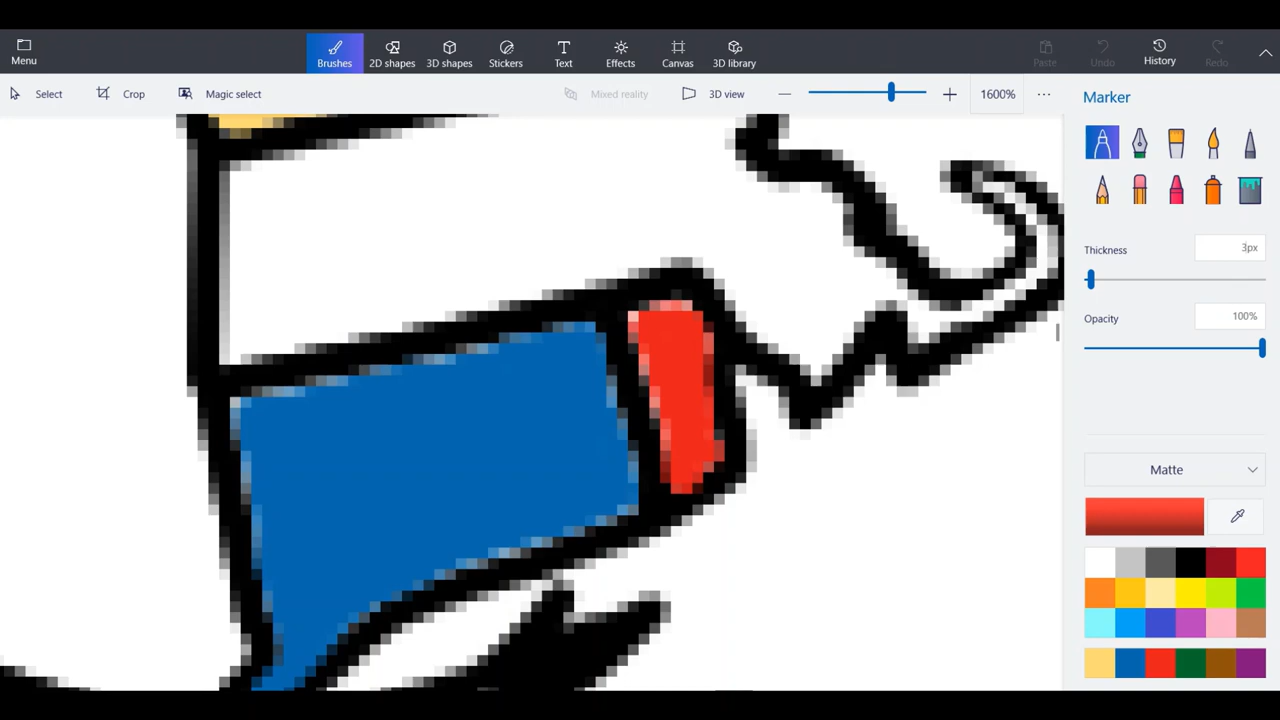 Menu
Brushes
2D shapes
3D shapes
Stickers
Text
Effects
Canvas
3D library
Paste
Undo
History
Redo
Select
Crop
Magic select
Mixed reality
3D view
1600%
Marker
Thickness
3px
Opacity
100%
Matte